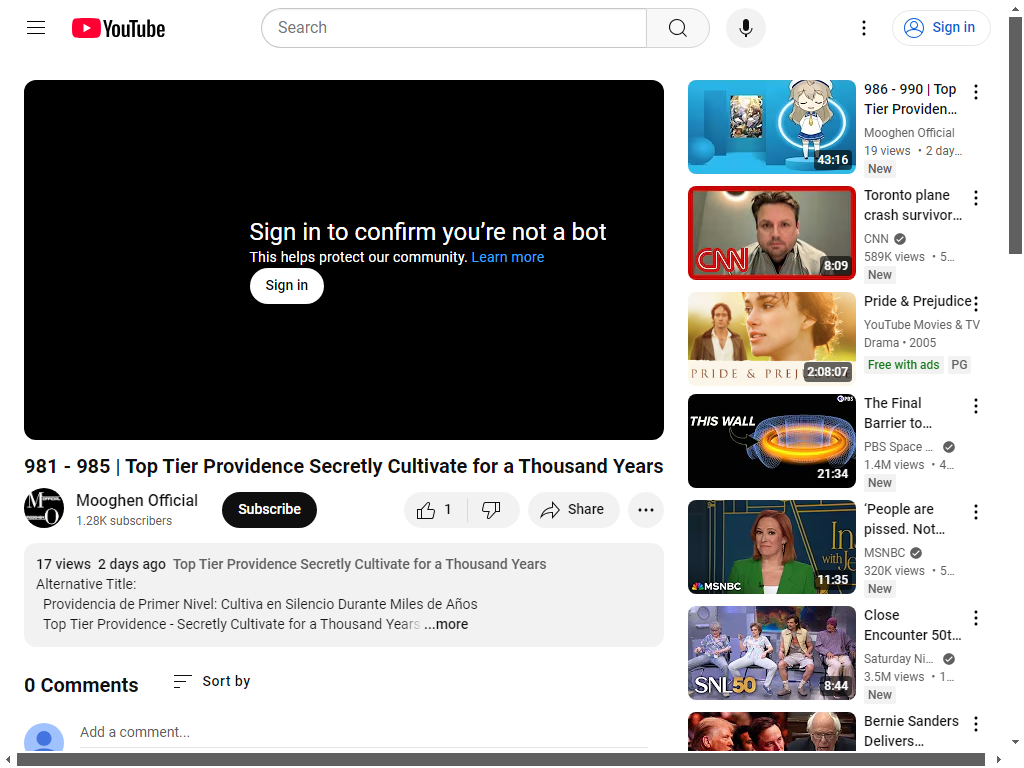 YouTube
Search
Sign in
Sign in to confirm you’re not a bot
This helps protect our community. Learn more
Sign in
981 - 985 | Top Tier Providence Secretly Cultivate for a Thousand Years
Mooghen Official
1.28K subscribers
Subscribe
1
Share
17 views 2 days ago Top Tier Providence Secretly Cultivate for a Thousand Years
Alternative Title:
Providencia de Primer Nivel: Cultiva en Silencio Durante Miles de Años
Top Tier Providence - Secretly Cultivate for a Thousand Years ...more
0 Comments
Sort by
Add a comment...
43:16
986 - 990 | Top
Tier Providen...
Mooghen Official
19 views • 2 day...
New
CNN
8:09
Toronto plane
crash survivor...
CNN
589K views • 5...
New
2:08:07
Pride & Prejudice
YouTube Movies & TV
Drama • 2005
Free with ads
PG
THIS WALL
PBS
21:34
The Final
Barrier to...
PBS Space ...
1.4M views • 4...
New
MSNBC
11:35
‘People are
pissed. Not...
MSNBC
320K views • 5...
New
SNL50
8:44
Close
Encounter 50t...
Saturday Ni...
3.5M views • 1...
New
Bernie Sanders
Delivers...